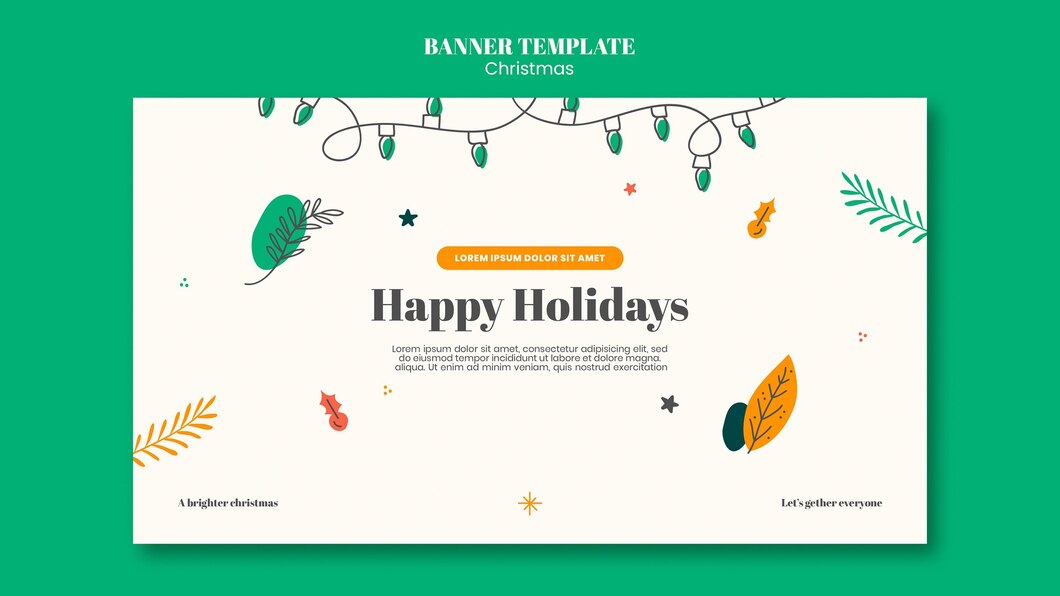 BANNER TEMPLATE
Christmas
LOREM IPSUM DOLOR SIT AMET
Happy Holidays
Lorem ipsum dolor sit amet, consectetur adipisicing elit, sed
do eiusmod tempor incididunt ut labore et dolore magna.
aliqua. Ut enim ad minim veniam, quis nostrud exercitation
A brighter christmas
Let's gether everyone